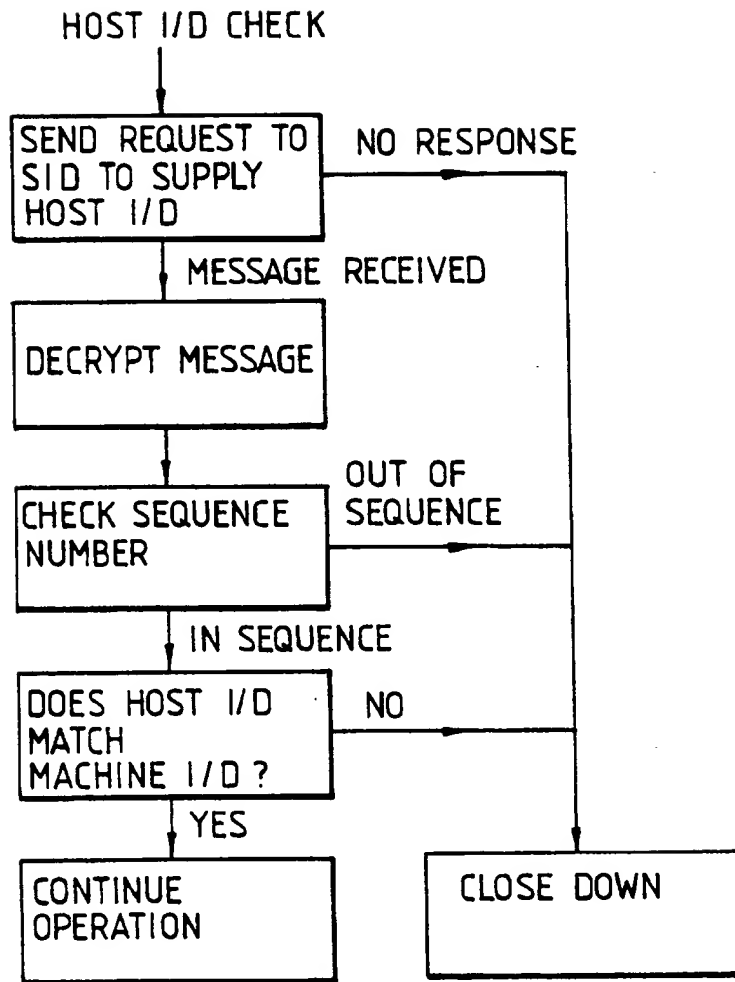 HOST I/D CHECK
SEND REQUEST TO
SID TO SUPPLY
HOST I/D
NO RESPONSE
MESSAGE RECEIVED
DECRYPT MESSAGE
CHECK SEQUENCE
NUMBER
OUT OF
SEQUENCE
IN SEQUENCE
DOES HOST I/D
MATCH
MACHINE I/D ?
NO
YES
CONTINUE
OPERATION
CLOSE DOWN